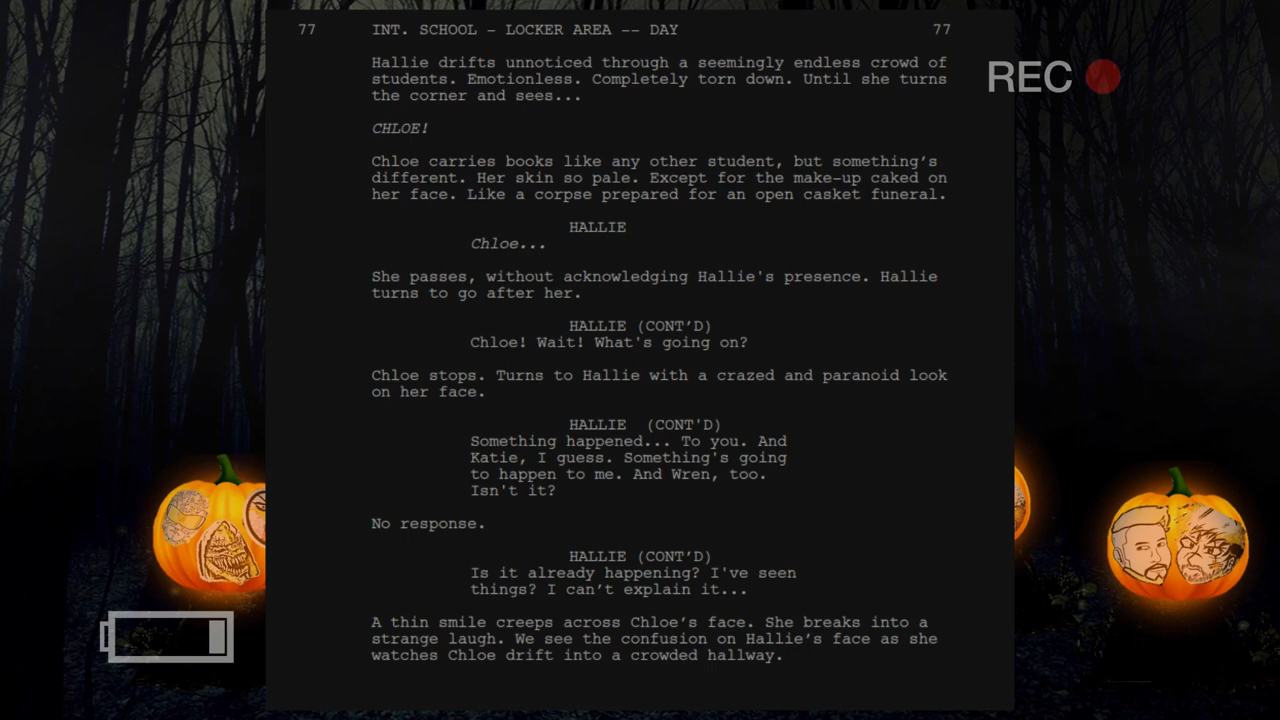 77 INT. SCHOOL - LOCKER AREA -- DAY 77
Hallie drifts unnoticed through a seemingly endless crowd of
students. Emotionless. Completely torn down. Until she turns
the corner and sees...
CHLOE!
Chloe carries books like any other student, but something's
different. Her skin so pale. Except for the make-up caked on
her face. Like a corpse prepared for an open casket funeral.
HALLIE
Chloe...
She passes, without acknowledging Hallie's presence. Hallie
turns to go after her.
HALLIE (CONT'D)
Chloe! Wait! What's going on?
Chloe stops. Turns to Hallie with a crazed and paranoid look
on her face.
HALLIE (CONT'D)
Something happened... To you. And
Katie, I guess. Something's going
to happen to me. And Wren, too.
Isn't it?
No response.
HALLIE (CONT'D)
Is it already happening? I've seen
things? I can't explain it...
A thin smile creeps across Chloe's face. She breaks into a
strange laugh. We see the confusion on Hallie's face as she
watches Chloe drift into a crowded hallway.
REC